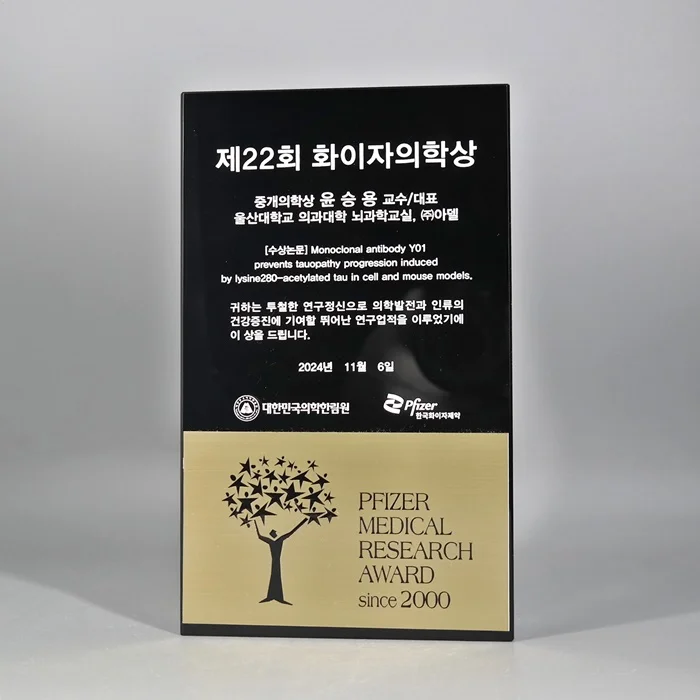 제22회 화이자의학상
중개의학상 윤 승 용 교수/대표
울산대학교 의과대학 뇌과학교실, ㈜아델
[수상논문] Monoclonal antibody Y01
prevents tauopathy progression induced
by lysine280-acetylated tau in cell and mouse models.
귀하는 투철한 연구정신으로 의학발전과 인류의
건강증진에 기여할 뛰어난 연구업적을 이루었기에
이 상을 드립니다.
2024년 11월 6일
대한민국의학한림원
Pfizer
한국화이자제약
PFIZER
MEDICAL
RESEARCH
AWARD
since 2000